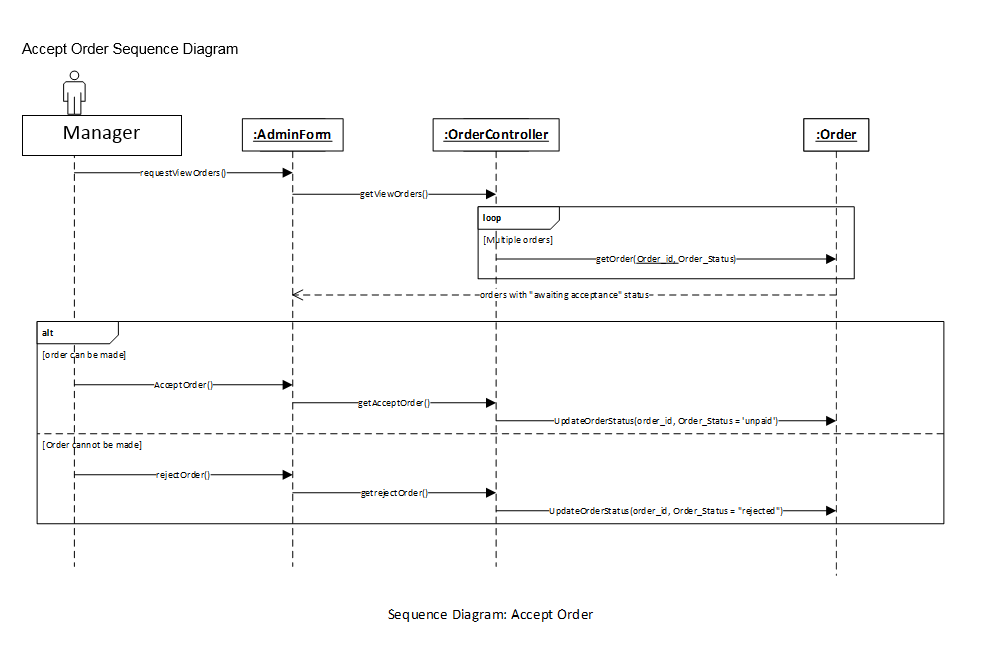 Accept Order Sequence Diagram
Manager
:AdminForm
:OrderController
:Order
requestViewOrders()
getViewOrders()
loop
[Multiple orders]
getOrder(Order_id, Order_Status)
orders with "awaiting acceptance" status
alt
[order can be made]
AcceptOrder()
getAcceptOrder()
UpdateOrderStatus(order_id, Order_Status = 'unpaid")
[Order cannot be made]
rejectOrder()
getrejectOrder()
UpdateOrderStatus(order_id, Order_Status = "rejected")
Sequence Diagram: Accept Order